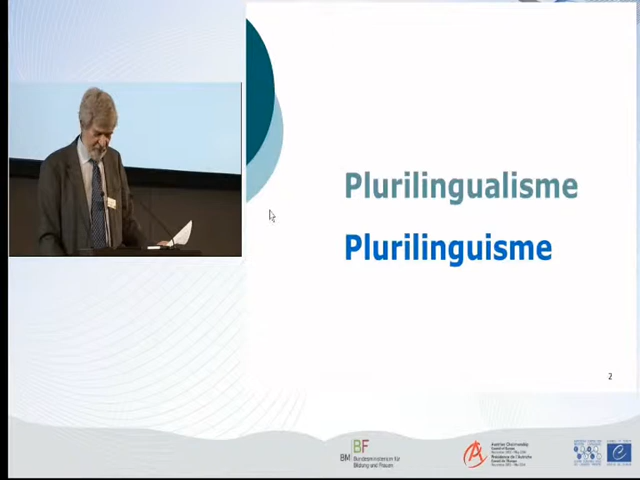 Plurilingualisme
Plurilinguisme
2
BF
BM Bundesministerium für
Bildung und Frauen